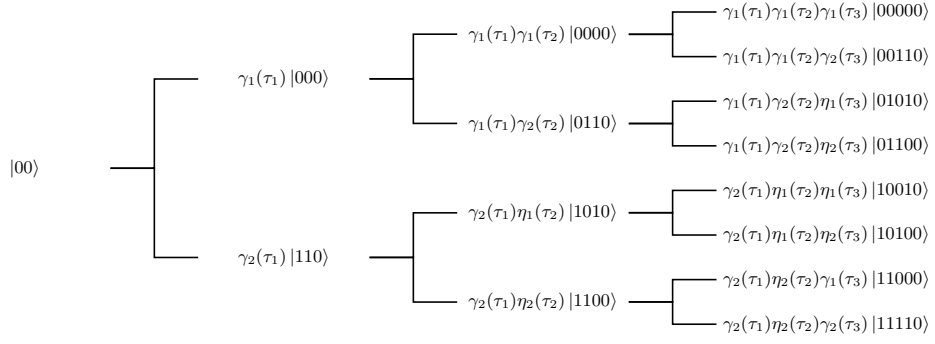 γ₁(τ₁)γ₁(τ₂)γ₁(τ₃) |00000⟩
γ₁(τ₁)γ₁(τ₂) |0000⟩
γ₁(τ₁)γ₁(τ₂)γ₂(τ₃) |00110⟩
γ₁(τ₁) |000⟩
γ₁(τ₁)γ₂(τ₂)η₁(τ₃) |01010⟩
γ₁(τ₁)γ₂(τ₂) |0110⟩
γ₁(τ₁)γ₂(τ₂)η₂(τ₃) |01100⟩
|00⟩
γ₂(τ₁)η₁(τ₂)η₁(τ₃) |10010⟩
γ₂(τ₁)η₁(τ₂) |1010⟩
γ₂(τ₁)η₁(τ₂)η₂(τ₃) |10100⟩
γ₂(τ₁) |110⟩
γ₂(τ₁)η₂(τ₂)γ₁(τ₃) |11000⟩
γ₂(τ₁)η₂(τ₂) |1100⟩
γ₂(τ₁)η₂(τ₂)γ₂(τ₃) |11110⟩